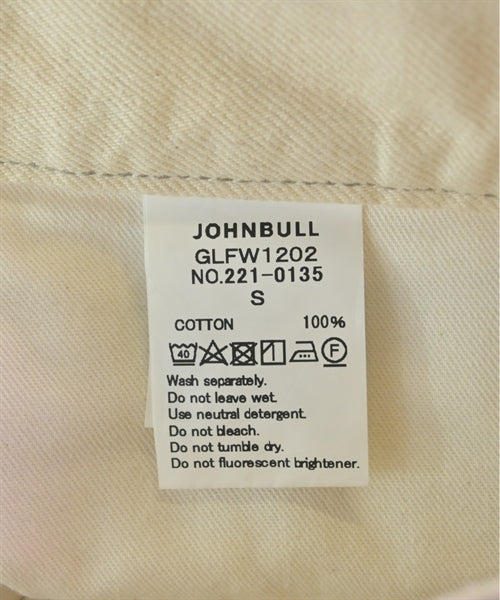 JOHNBULL
GLFW1202
NO.221-0135
S
COTTON 100%
40 F
Wash separately.
Do not leave wet.
Use neutral detergent.
Do not bleach.
Do not tumble dry.
Do not fluorescent brightener.